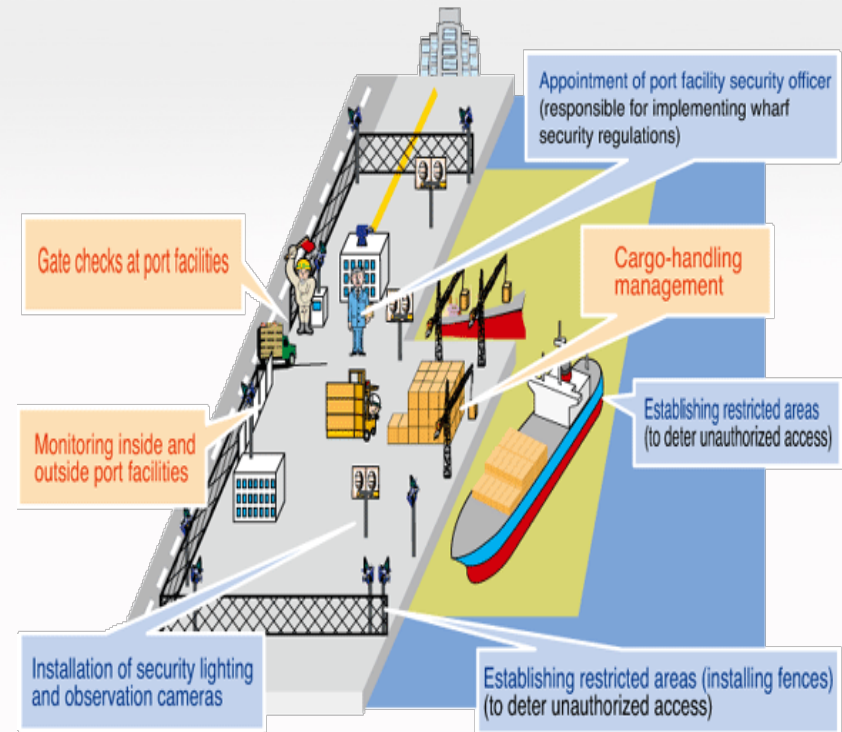 Appointment of port facility security officer
(responsible for implementing wharf
security regulations)
Gate checks at port facilities
Cargo-handling
management
Establishing restricted areas
(to deter unauthorized access)
Monitoring inside and
outside port facilities
Installation of security lighting
and observation cameras
Establishing restricted areas (installing fences)
(to deter unauthorized access)